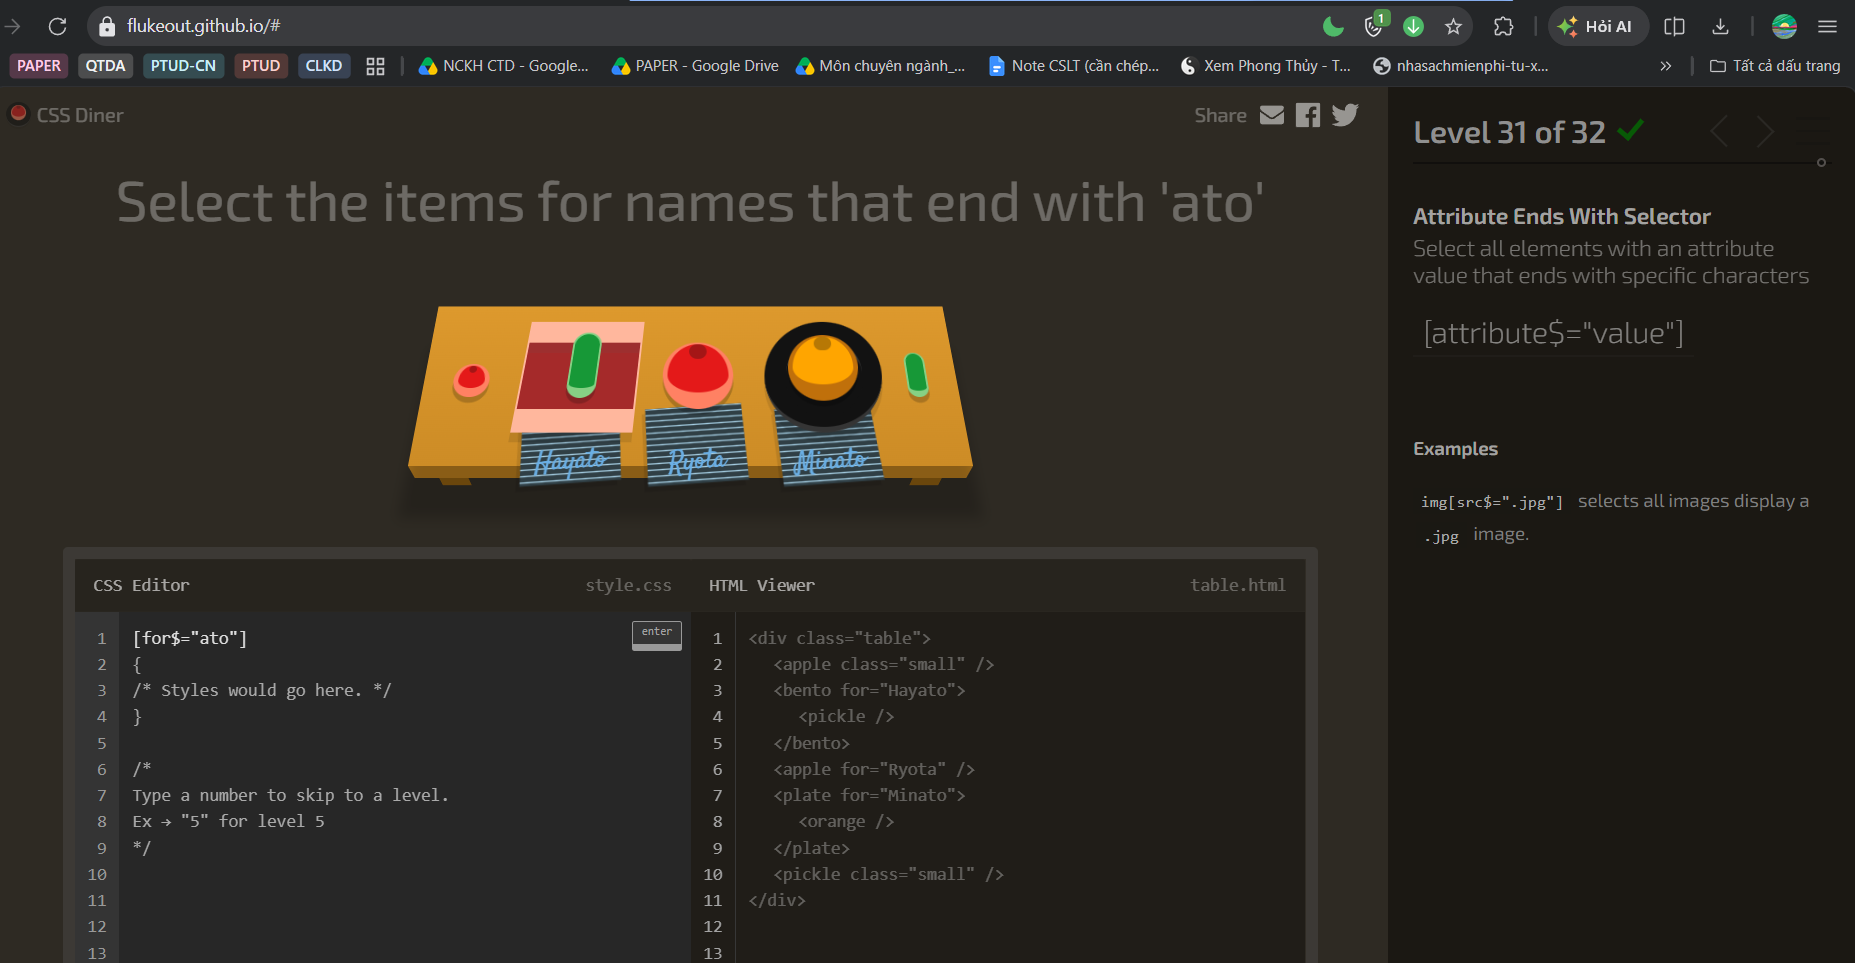 flukeout.github.io/#
1
Hỏi AI
PAPER
QTDA
PTUD-CN
PTUD
CLKD
NCKH CTD - Google...
PAPER - Google Drive
Môn chuyên ngành_...
Note CSLT (cần chép...
Xem Phong Thủy - T...
nhasachmienphi-tu-x...
Tất cả dấu trang
CSS Diner
Share
Select the items for names that end with 'ato'
Hayato
Ryota
Minato
CSS Editor
style.css
1 [for$="ato"]
enter
2 {
3 /* Styles would go here. */
4 }
5
6 /*
7 Type a number to skip to a level.
8 Ex → "5" for level 5
9 */
10
11
12
13
HTML Viewer
table.html
1 <div class="table">
2 <apple class="small" />
3 <bento for="Hayato">
4 <pickle />
5 </bento>
6 <apple for="Ryota" />
7 <plate for="Minato">
8 <orange />
9 </plate>
10 <pickle class="small" />
11 </div>
12
13
Level 31 of 32
Attribute Ends With Selector
Select all elements with an attribute
value that ends with specific characters
[attribute$="value"]
Examples
img[src$=".jpg"] selects all images display a
.jpg image.